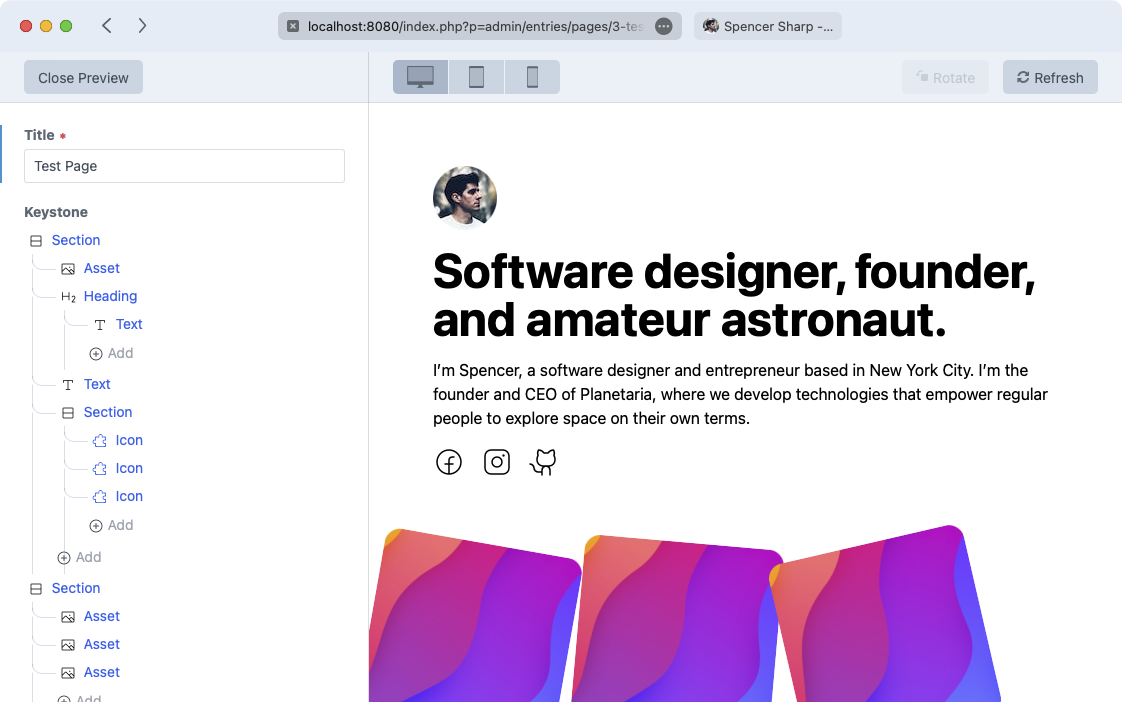 localhost:8080/index.php?p=admin/entries/pages/3-tes
Spencer Sharp -...
Close Preview
Rotate
Refresh
Title *
Test Page
Keystone
Section
Asset
H2 Heading
T Text
Add
T Text
Section
Icon
Icon
Icon
Add
Add
Section
Asset
Asset
Asset
Add
Software designer, founder,
and amateur astronaut.
I’m Spencer, a software designer and entrepreneur based in New York City. I’m the
founder and CEO of Planetaria, where we develop technologies that empower regular
people to explore space on their own terms.